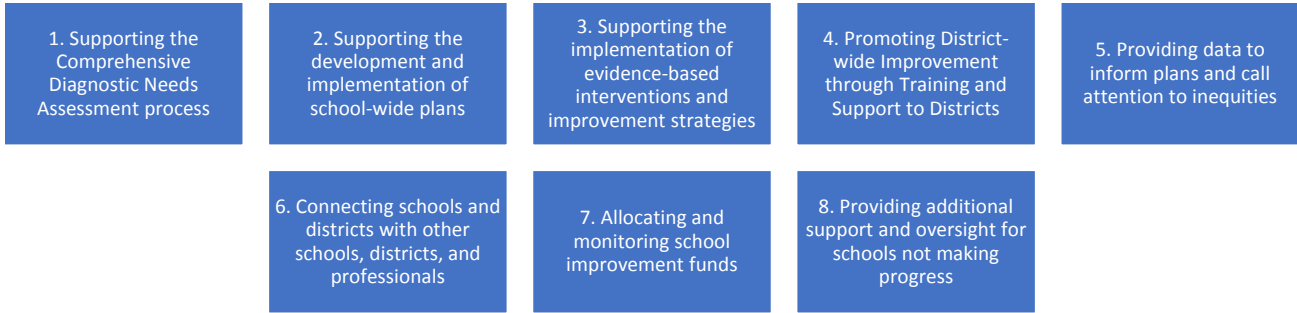 1. Supporting the
Comprehensive
Diagnostic Needs
Assessment process
2. Supporting the
development and
implementation of
school-wide plans
3. Supporting the
implementation of
evidence-based
interventions and
improvement strategies
4. Promoting District-
wide Improvement
through Training and
Support to Districts
5. Providing data to
inform plans and call
attention to inequities
6. Connecting schools and
districts with other
schools, districts, and
professionals
7. Allocating and
monitoring school
improvement funds
8. Providing additional
support and oversight for
schools not making
progress